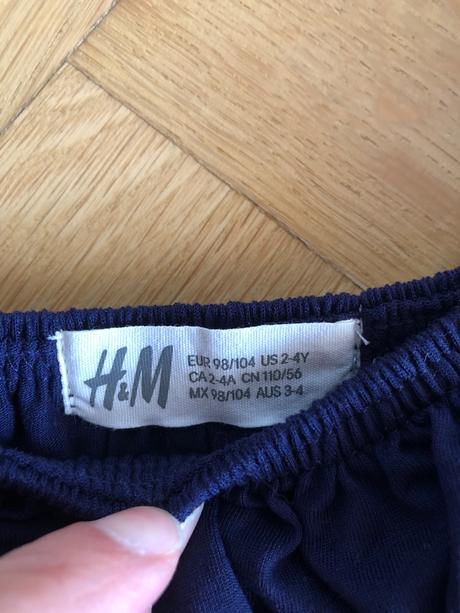 H&M
EUR 98/104 US 2-4Y
CA 2-4A CN 110/56
MX 98/104 AUS 3-4